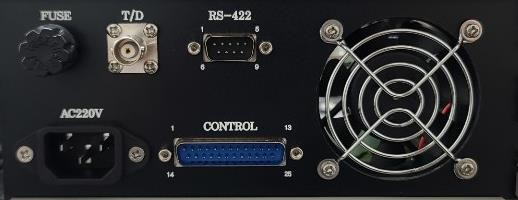 FUSE
T/D
RS-422
1 5
6 9
AC220V
CONTROL
1 13
14 25